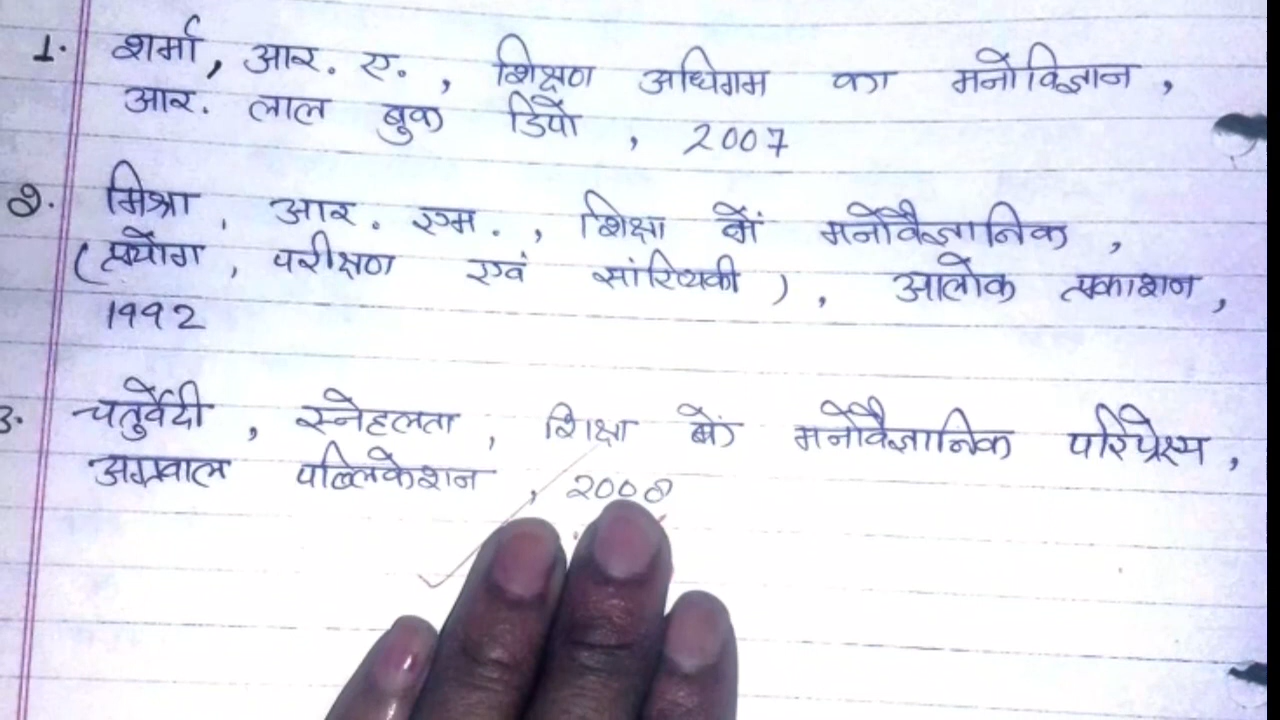 1. शर्मा, आर. ए. , शिक्षण अधिगम का मनोविज्ञान ,
आर. लाल बुक डिपो , 2007
2. मिश्रा , आर. एम. , शिक्षा में मनोवैज्ञानिक ,
(प्रयोग , परीक्षण एवं सांख्यिकी ) , आलोक प्रकाशन ,
1992
3. चतुर्वेदी , स्नेहलता , शिक्षा के मनोवैज्ञानिक परिप्रेक्ष्य ,
अग्रवाल पब्लिकेशन , 2008